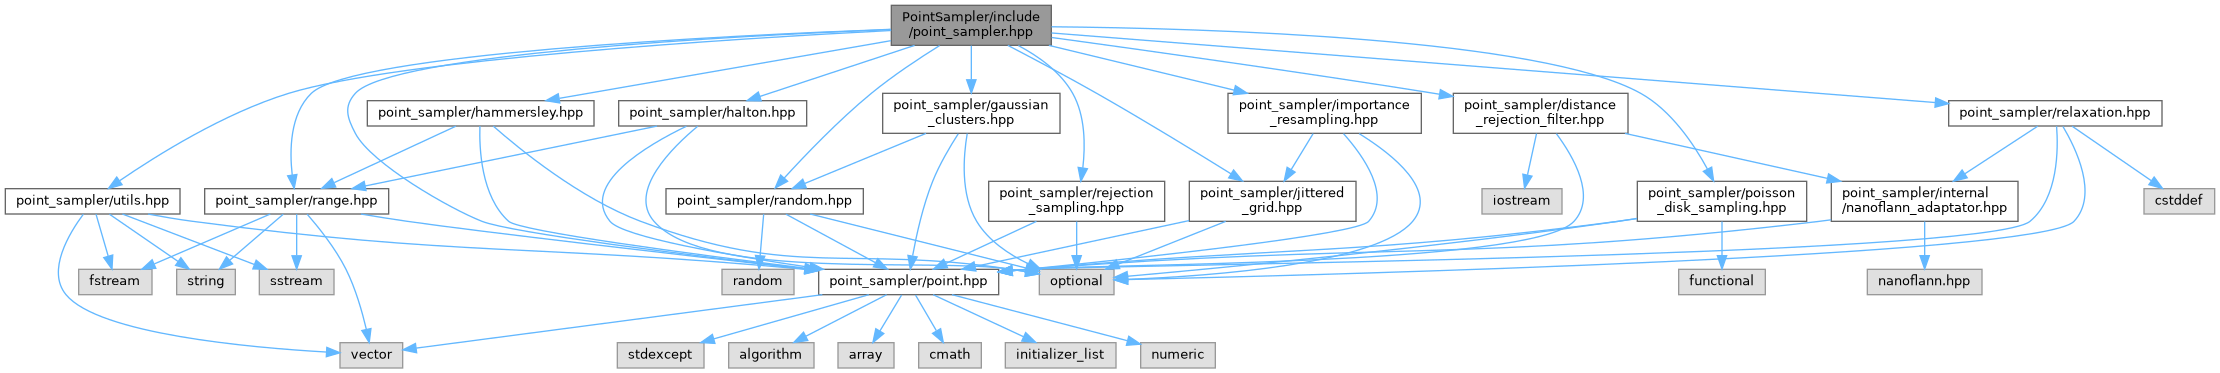 PointSampler/include
/point_sampler.hpp
point_sampler/gaussian
_clusters.hpp
point_sampler/importance
_resampling.hpp
point_sampler/distance
_rejection_filter.hpp
point_sampler/hammersley.hpp
point_sampler/halton.hpp
point_sampler/relaxation.hpp
point_sampler/utils.hpp
point_sampler/range.hpp
point_sampler/random.hpp
point_sampler/rejection
_sampling.hpp
point_sampler/jittered
_grid.hpp
iostream
point_sampler/poisson
_disk_sampling.hpp
point_sampler/internal
/nanoflann_adaptator.hpp
cstddef
fstream
string
sstream
random
point_sampler/point.hpp
optional
functional
nanoflann.hpp
vector
stdexcept
algorithm
array
cmath
initializer_list
numeric